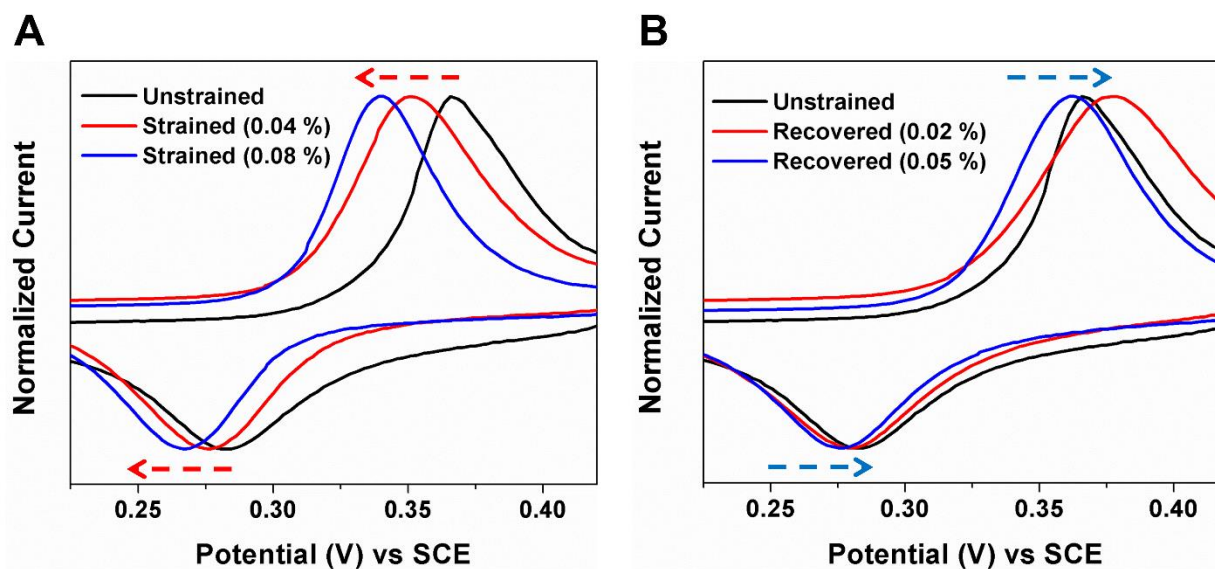 A
Unstrained
Strained (0.04 %)
Strained (0.08 %)
Normalized Current
0.25
0.30
0.35
0.40
Potential (V) vs SCE
B
Unstrained
Recovered (0.02 %)
Recovered (0.05 %)
Normalized Current
0.25
0.30
0.35
0.40
Potential (V) vs SCE